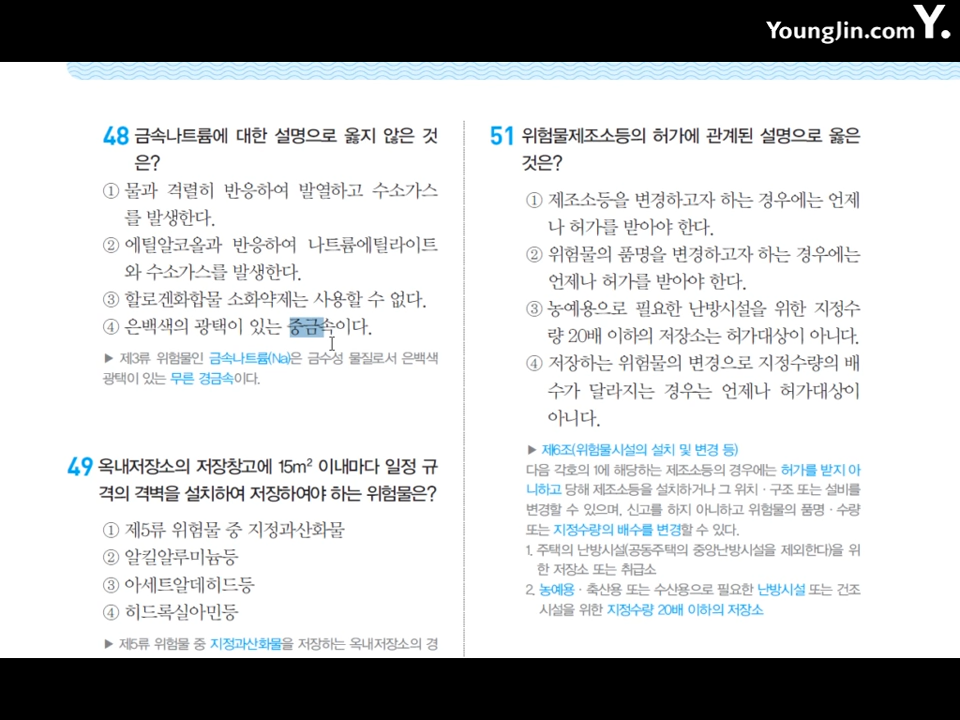 YoungJin.com Y.
48 금속나트륨에 대한 설명으로 옳지 않은 것
은?
① 물과 격렬히 반응하여 발열하고 수소가스
를 발생한다.
② 에틸알코올과 반응하여 나트륨에틸라이트
와 수소가스를 발생한다.
③ 할로겐화합물 소화약제는 사용할 수 없다.
④ 은백색의 광택이 있는 중금속이다.
▶ 제3류 위험물인 금속나트륨(Na)은 금수성 물질로서 은백색
광택이 있는 무른 경금속이다.
49 옥내저장소의 저장창고에 15m² 이내마다 일정 규
격의 격벽을 설치하여 저장하여야 하는 위험물은?
① 제5류 위험물 중 지정과산화물
② 알킬알루미늄등
③ 아세트알데히드등
④ 히드록실아민등
▶ 제5류 위험물 중 지정과산화물을 저장하는 옥내저장소의 경
51 위험물제조소등의 허가에 관계된 설명으로 옳은
것은?
① 제조소등을 변경하고자 하는 경우에는 언제
나 허가를 받아야 한다.
② 위험물의 품명을 변경하고자 하는 경우에는
언제나 허가를 받아야 한다.
③ 농예용으로 필요한 난방시설을 위한 지정수
량 20배 이하의 저장소는 허가대상이 아니다.
④ 저장하는 위험물의 변경으로 지정수량의 배
수가 달라지는 경우는 언제나 허가대상이
아니다.
▶ 제6조(위험물시설의 설치 및 변경 등)
다음 각호의 1에 해당하는 제조소등의 경우에는 허가를 받지 아
니하고 당해 제조소등을 설치하거나 그 위치 · 구조 또는 설비를
변경할 수 있으며, 신고를 하지 아니하고 위험물의 품명 · 수량
또는 지정수량의 배수를 변경할 수 있다.
1. 주택의 난방시설(공동주택의 중앙난방시설을 제외한다)을 위
한 저장소 또는 취급소
2. 농예용 · 축산용 또는 수산용으로 필요한 난방시설 또는 건조
시설을 위한 지정수량 20배 이하의 저장소